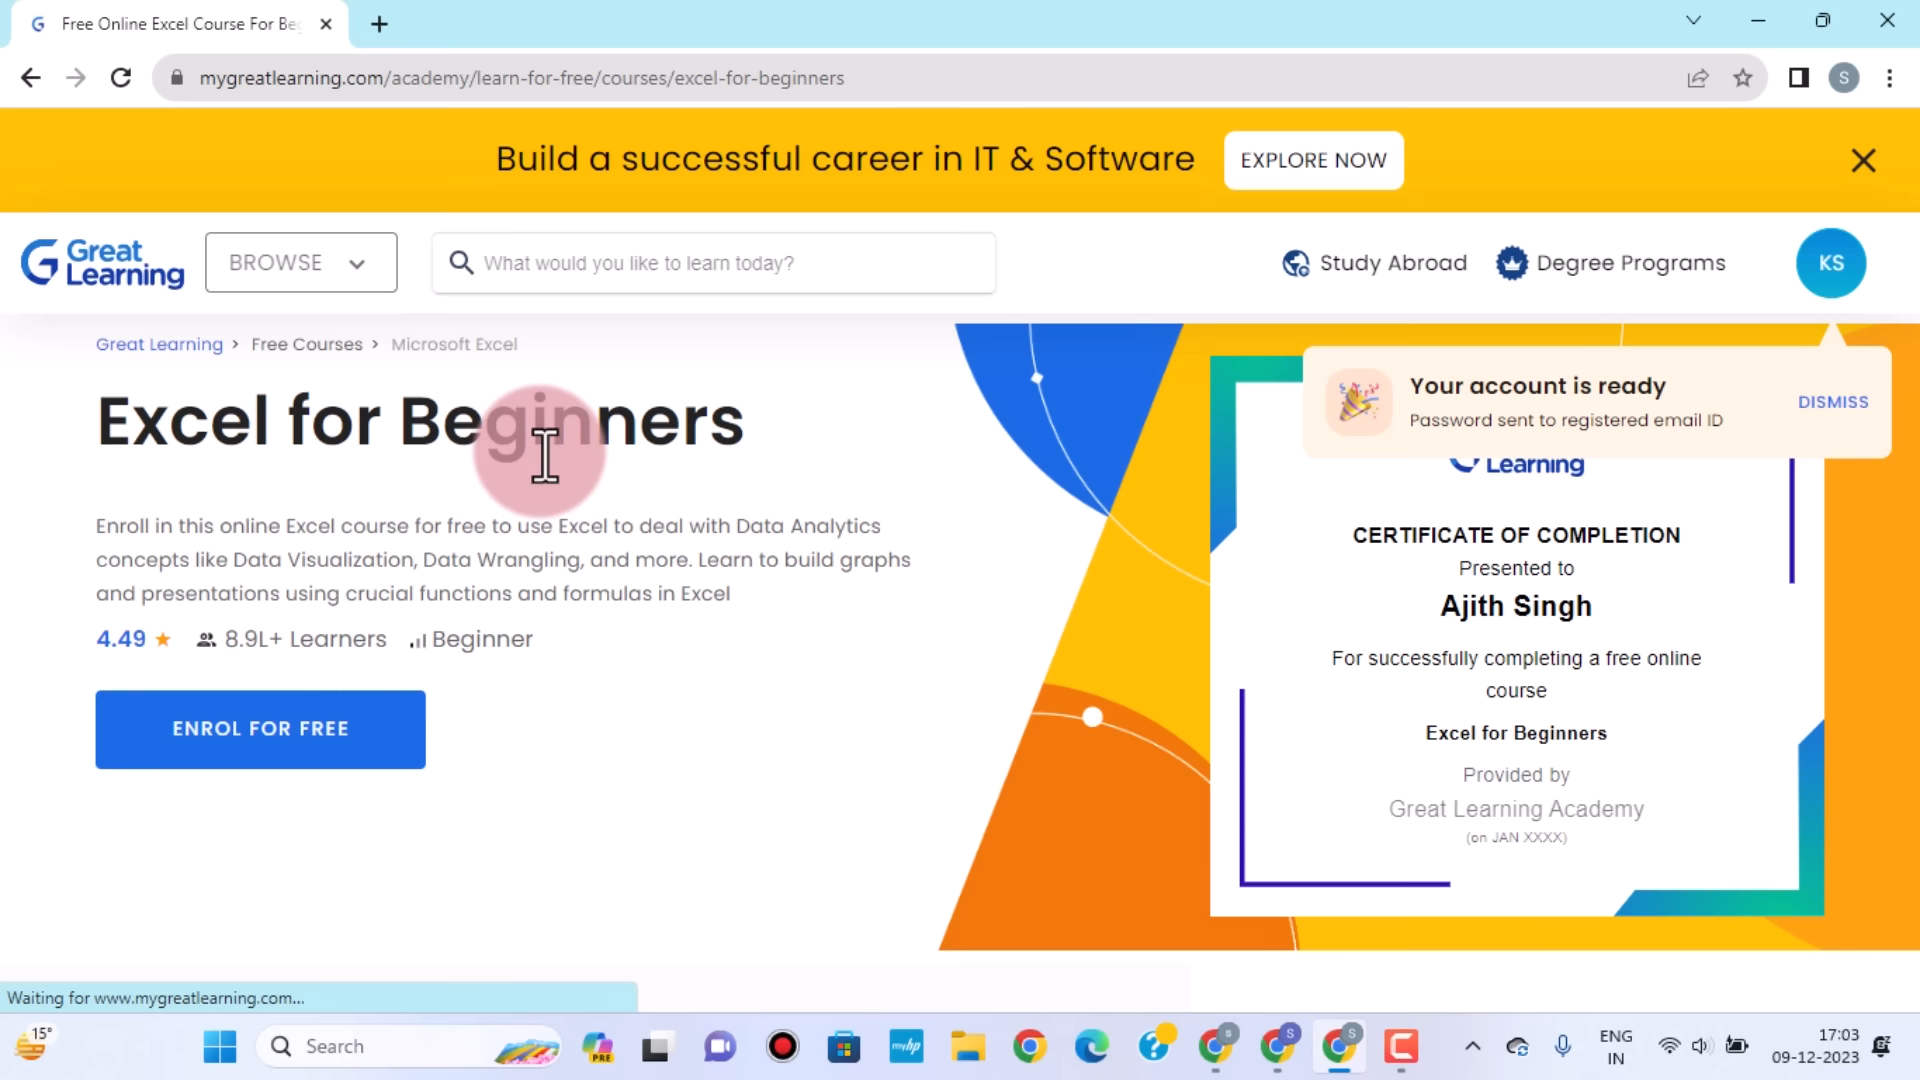 Free Online Excel Course For Be
mygreatlearning.com/academy/learn-for-free/courses/excel-for-beginners
S
Build a successful career in IT & Software
EXPLORE NOW
Great
Learning
BROWSE
What would you like to learn today?
Study Abroad
Degree Programs
KS
Great Learning > Free Courses > Microsoft Excel
Excel for Beginners
Your account is ready
Password sent to registered email ID
DISMISS
Learning
Enroll in this online Excel course for free to use Excel to deal with Data Analytics
concepts like Data Visualization, Data Wrangling, and more. Learn to build graphs
and presentations using crucial functions and formulas in Excel
4.49 ★ 8.9L+ Learners Beginner
ENROL FOR FREE
CERTIFICATE OF COMPLETION
Presented to
Ajith Singh
For successfully completing a free online
course
Excel for Beginners
Provided by
Great Learning Academy
(on JAN XXXX)
Waiting for www.mygreatlearning.com...
15°
Search
PRE
myhp
S
S
S
ENG
IN
17:03
09-12-2023